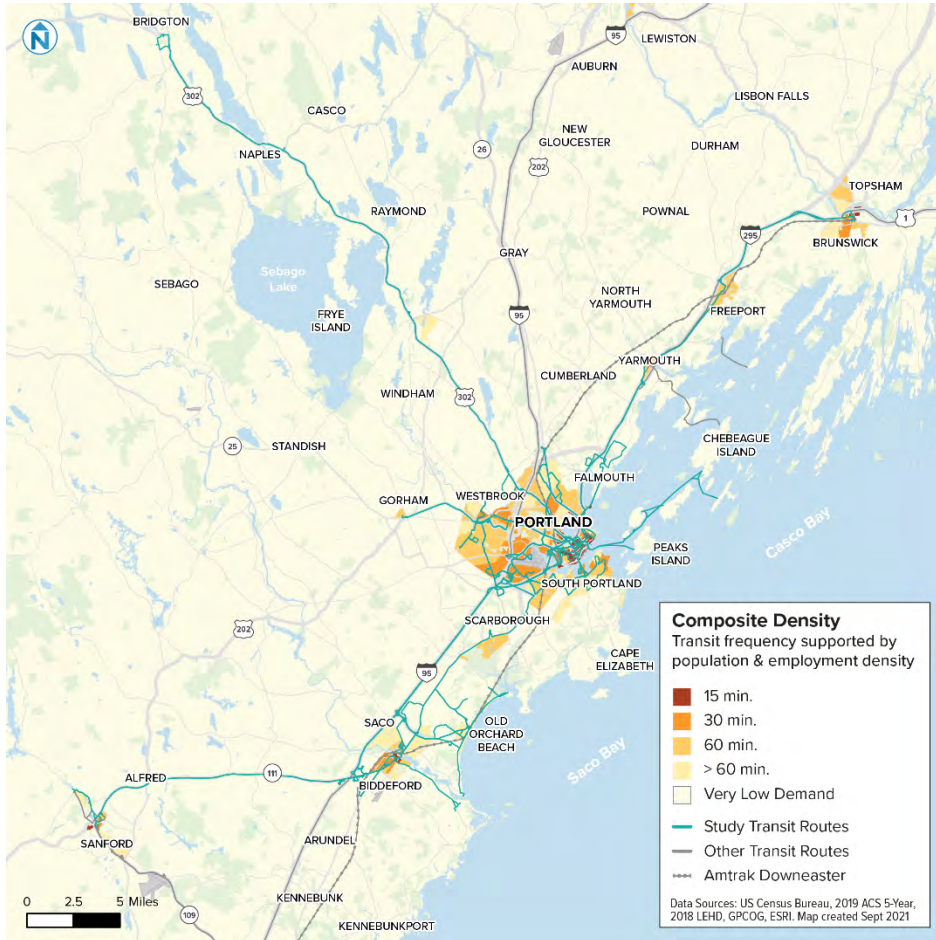 BRIDGTON
95
LEWISTON
N
AUBURN
302
LISBON FALLS
CASCO
NEW
GLOUCESTER
26
DURHAM
NAPLES
202
TOPSHAM
RAYMOND
POWNAL
1
295
BRUNSWICK
GRAY
Sebago
Lake
SEBAGO
NORTH
YARMOUTH
FRYE
ISLAND
95
FREEPORT
YARMOUTH
CUMBERLAND
WINDHAM
302
CHEBEAGUE
ISLAND
25
STANDISH
FALMOUTH
GORHAM
WESTBROOK
PORTLAND
Casco Bay
PEAKS
ISLAND
SOUTH PORTLAND
SCARBOROUGH
202
CAPE
ELIZABETH
95
SACO
OLD
ORCHARD
BEACH
Saco Bay
ALFRED
111
BIDDEFORD
SANFORD
ARUNDEL
KENNEBUNK
109
KENNEBUNKPORT
0 2.5 5 Miles
Composite Density
Transit frequency supported by
population & employment density
15 min.
30 min.
60 min.
> 60 min.
Very Low Demand
Study Transit Routes
Other Transit Routes
Amtrak Downeaster
Data Sources: US Census Bureau, 2019 ACS 5-Year,
2018 LEHD, GPCOG, ESRI. Map created Sept 2021